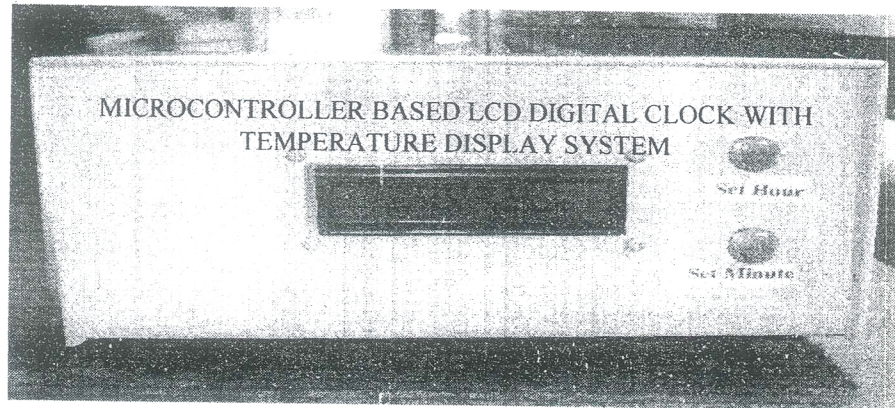 MICROCONTROLLER BASED LCD DIGITAL CLOCK WITH
TEMPERATURE DISPLAY SYSTEM
Set Hour
Set Minute